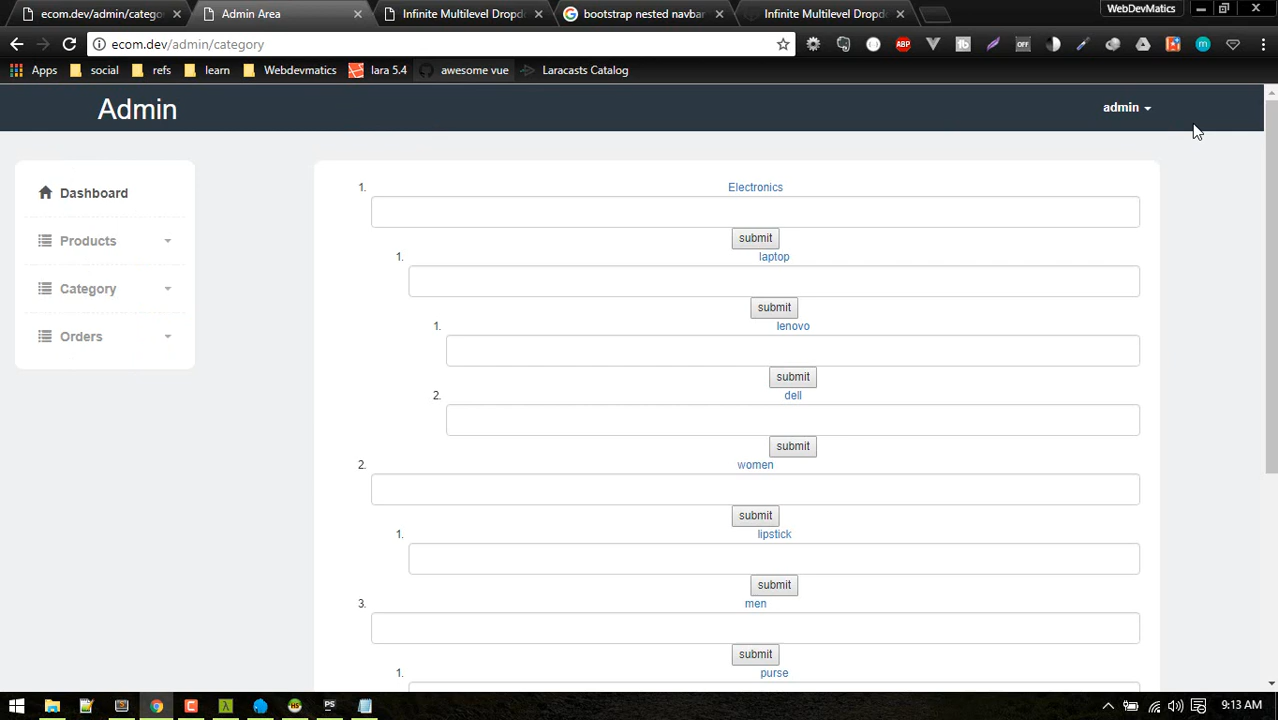 ecom.dev/admin/catego
Admin Area
Infinite Multilevel Dropd
bootstrap nested navba
Infinite Multilevel Dropd
WebDevMatics
ecom.dev/admin/category
ABP
OFF
Apps
social
refs
learn
Webdevmatics
lara 5.4
awesome vue
Laracasts Catalog
Admin
admin
Dashboard
Products
Category
Orders
1. Electronics
submit
1. laptop
submit
1. lenovo
submit
2. dell
submit
2. women
submit
1. lipstick
submit
3. men
submit
1. purse
9:13 AM